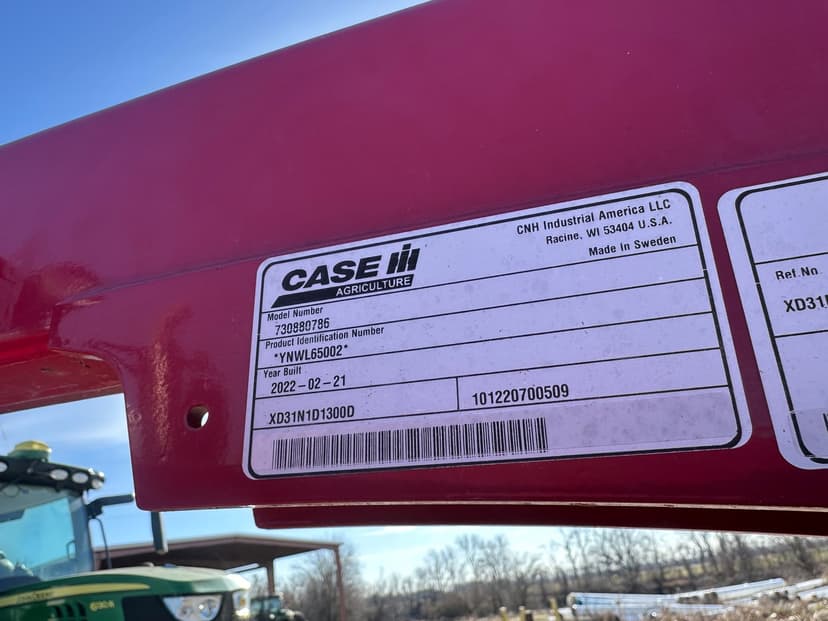 CNH Industrial America LLC
Racine, WI 53404 U.S.A.
Made In Sweden
CASE IH
AGRICULTURE
Model Number
730880786
Product Identification Number
*YNWL65002*
Year Built
2022-02-21
XD31N1D1300D
101220700509
Ref.No
XD31